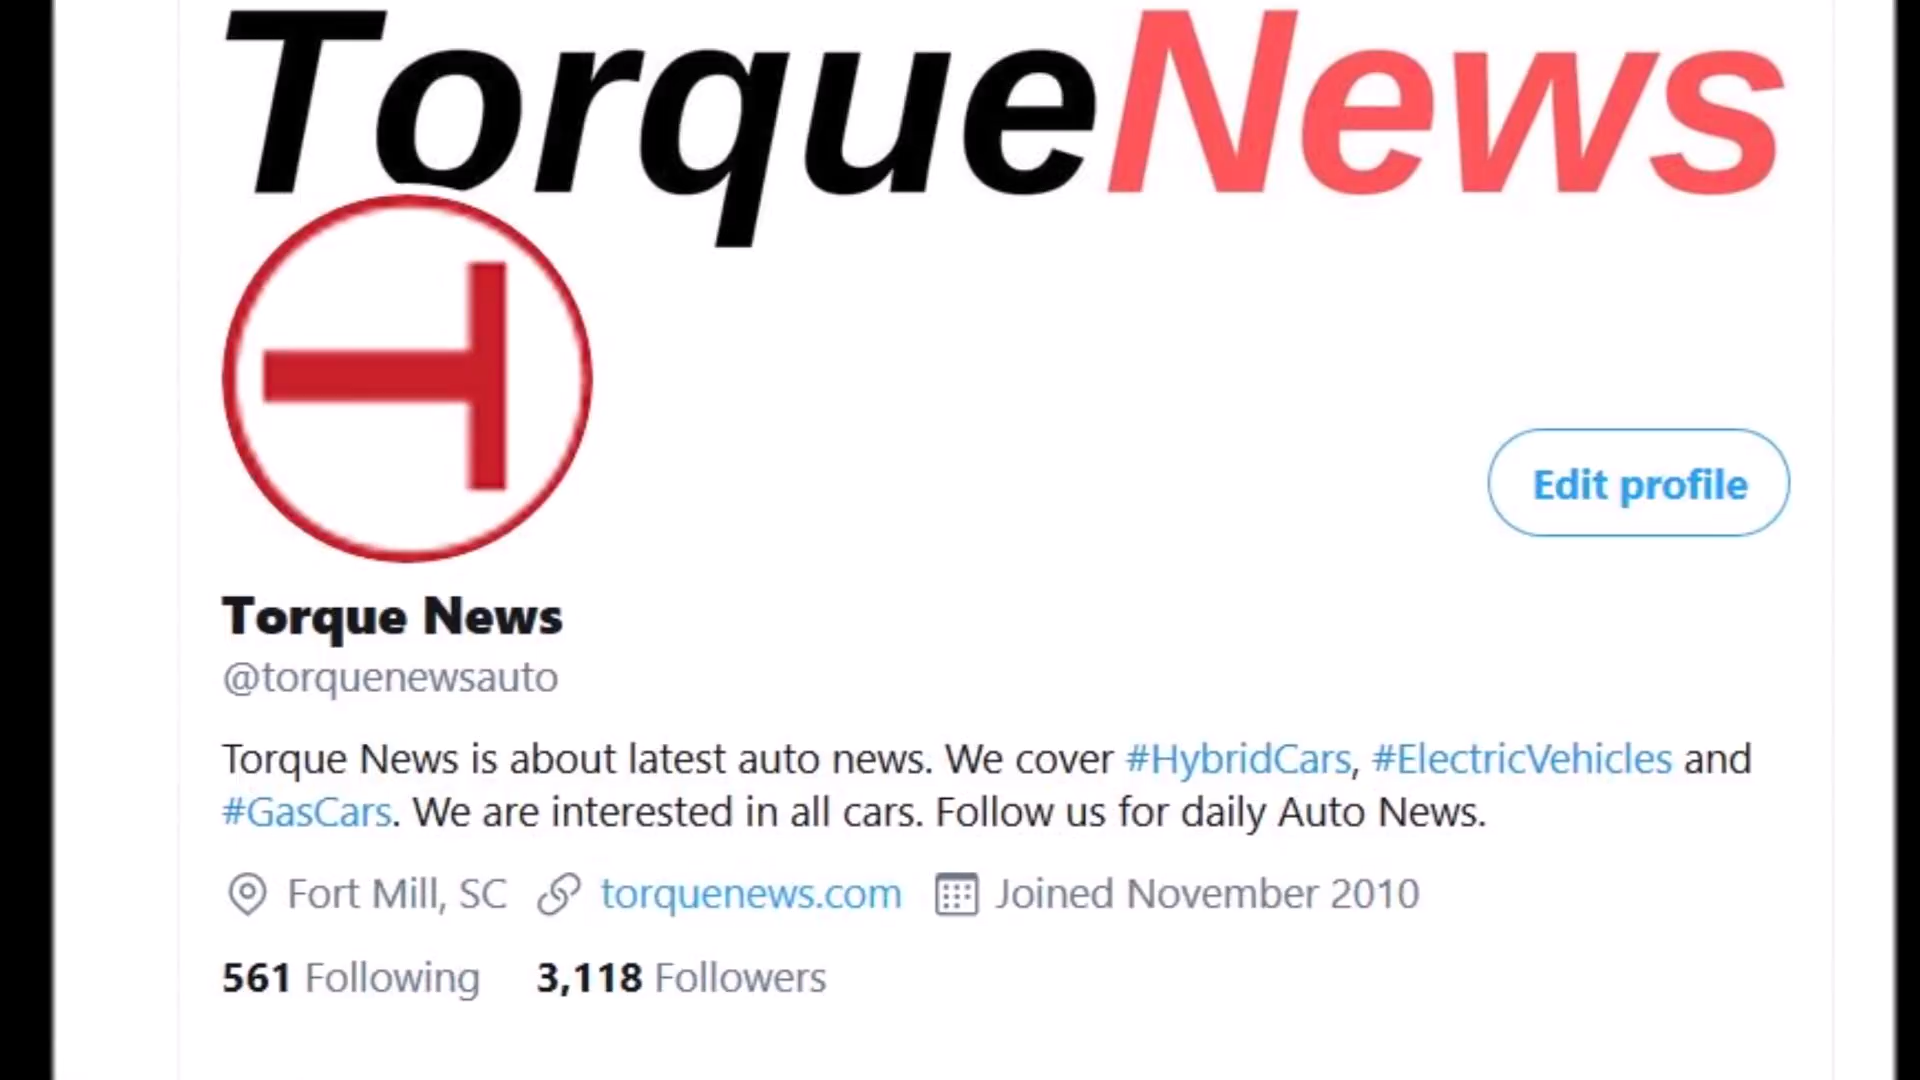 TorqueNews
T
Edit profile
Torque News
@torquenewsauto
Torque News is about latest auto news. We cover #HybridCars, #ElectricVehicles and
#GasCars. We are interested in all cars. Follow us for daily Auto News.
Fort Mill, SC torquenews.com Joined November 2010
561 Following 3,118 Followers